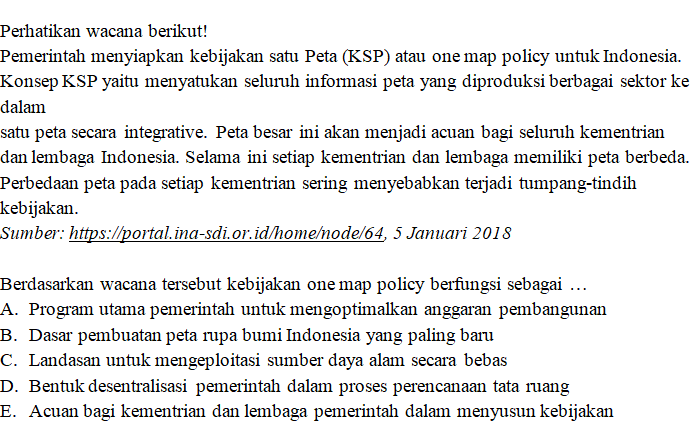 Perhatikan wacana berikut!
Pemerintah menyiapkan kebijakan satu Peta (KSP) atau one map policy untuk Indonesia.
Konsep KSP yaitu menyatukan seluruh informasi peta yang diproduksi berbagai sektor ke
dalam
satu peta secara integrative. Peta besar ini akan menjadi acuan bagi seluruh kementrian
dan lembaga Indonesia. Selama ini setiap kementrian dan lembaga memiliki peta berbeda.
Perbedaan peta pada setiap kementrian sering menyebabkan terjadi tumpang-tindih
kebijakan.
Sumber: https://portal.ina-sdi.or.id/home/node/64, 5 Januari 2018
Berdasarkan wacana tersebut kebijakan one map policy berfungsi sebagai …
A. Program utama pemerintah untuk mengoptimalkan anggaran pembangunan
B. Dasar pembuatan peta rupa bumi Indonesia yang paling baru
C. Landasan untuk mengeploitasi sumber daya alam secara bebas
D. Bentuk desentralisasi pemerintah dalam proses perencanaan tata ruang
E. Acuan bagi kementrian dan lembaga pemerintah dalam menyusun kebijakan